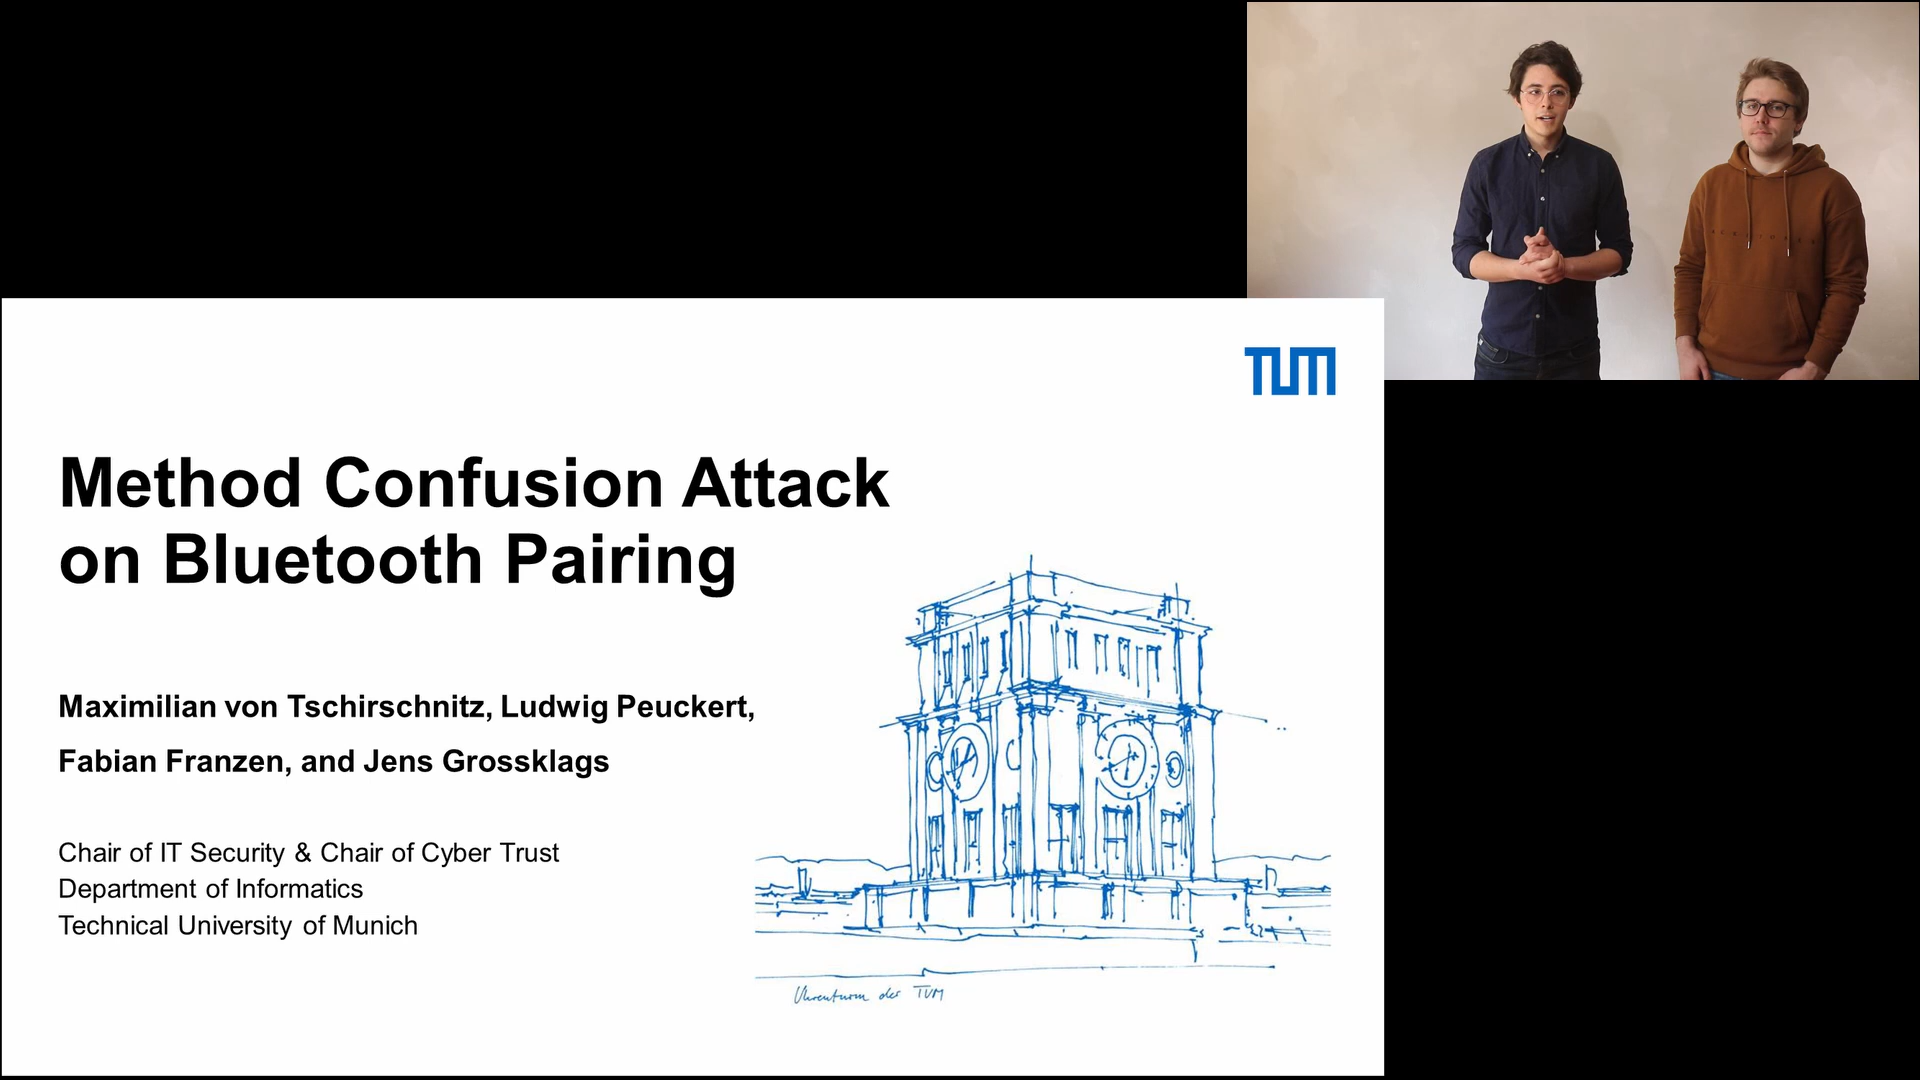 TUM
Method Confusion Attack
on Bluetooth Pairing
Maximilian von Tschirschnitz, Ludwig Peuckert,
Fabian Franzen, and Jens Grossklags
Chair of IT Security & Chair of Cyber Trust
Department of Informatics
Technical University of Munich
Uhrenturm der TUM